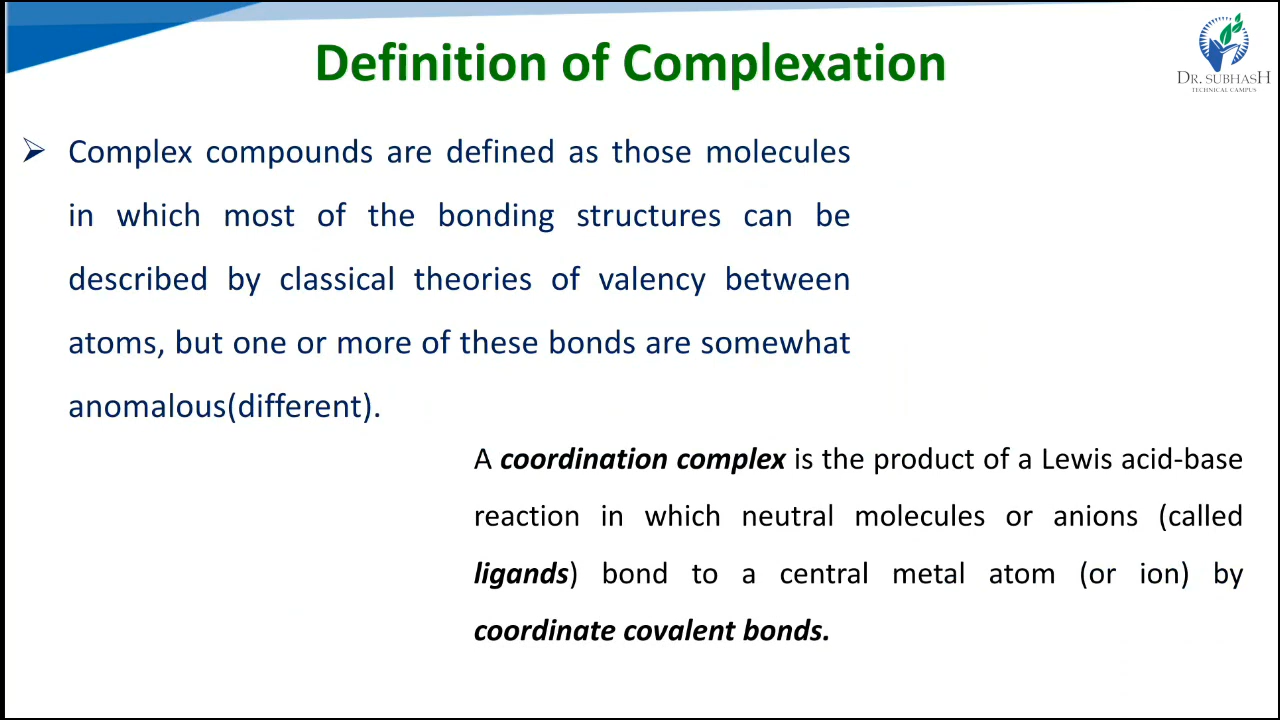 Definition of Complexation
DR. SUBHASH
TECHNICAL CAMPUS
➢ Complex compounds are defined as those molecules
in which most of the bonding structures can be
described by classical theories of valency between
atoms, but one or more of these bonds are somewhat
anomalous(different).
A coordination complex is the product of a Lewis acid-base
reaction in which neutral molecules or anions (called
ligands) bond to a central metal atom (or ion) by
coordinate covalent bonds.